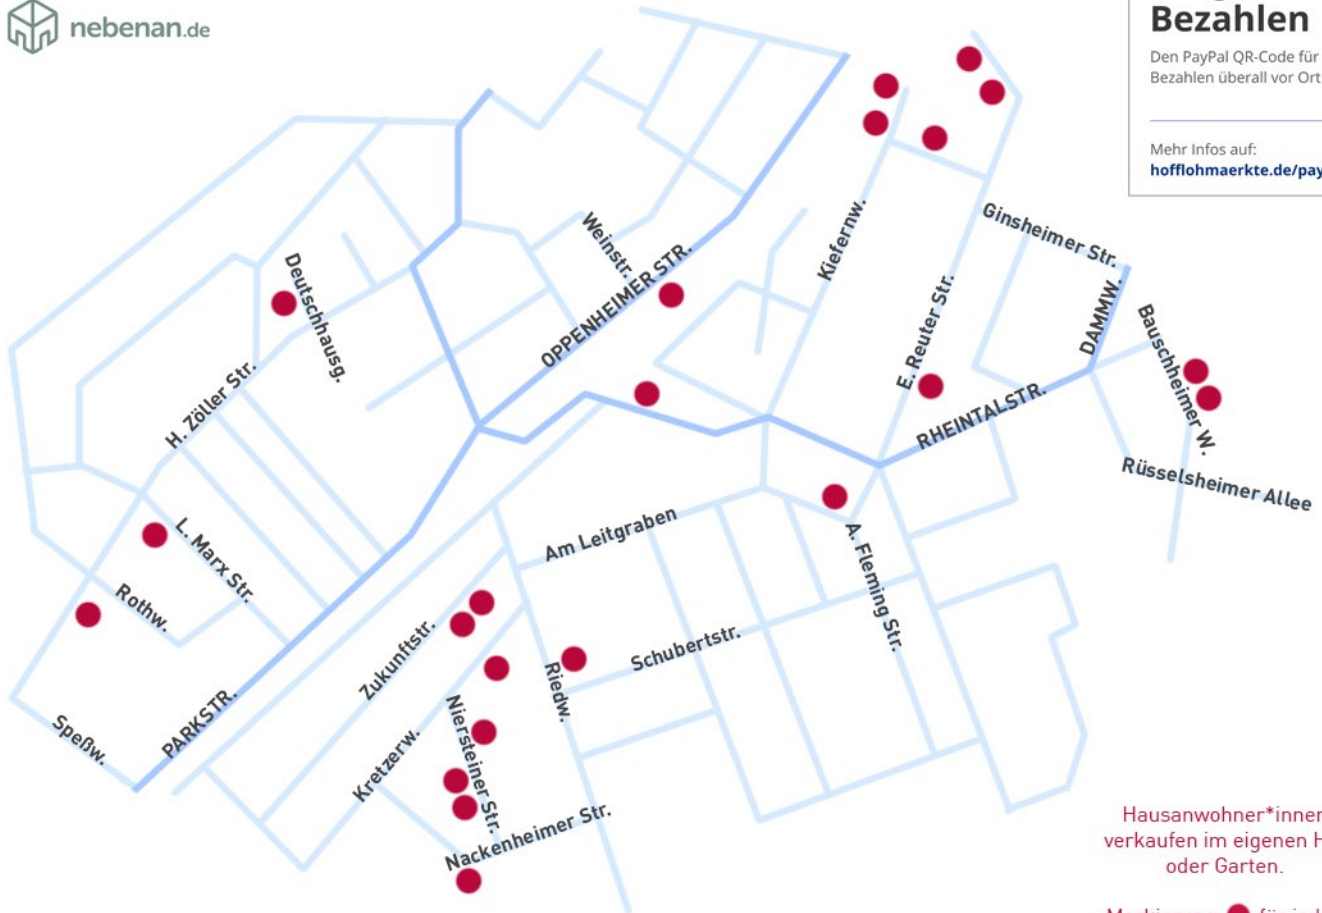 nebenan.de
Bezahlen
Den PayPal QR-Code für
Bezahlen überall vor Ort
Mehr Infos auf:
hofflohmaerkte.de/pay
Ginsheimer Str.
Kiefernw.
Weinstr.
OPPENHEIMER STR.
Deutschhausg.
DAMMW.
E. Reuter Str.
Bauschheimer W.
H. Zöller Str.
RHEINTALSTR.
Rüsselsheimer Allee
Am Leitgraben
L. Marx Str.
A. Fleming Str.
Rothw.
Zukunftstr.
Schubertstr.
Riedw.
PARKSTR.
Speßw.
Kretzerw.
Niersteiner Str.
Nackenheimer Str.
Hausanwohner*innen
verkaufen im eigenen H
oder Garten.